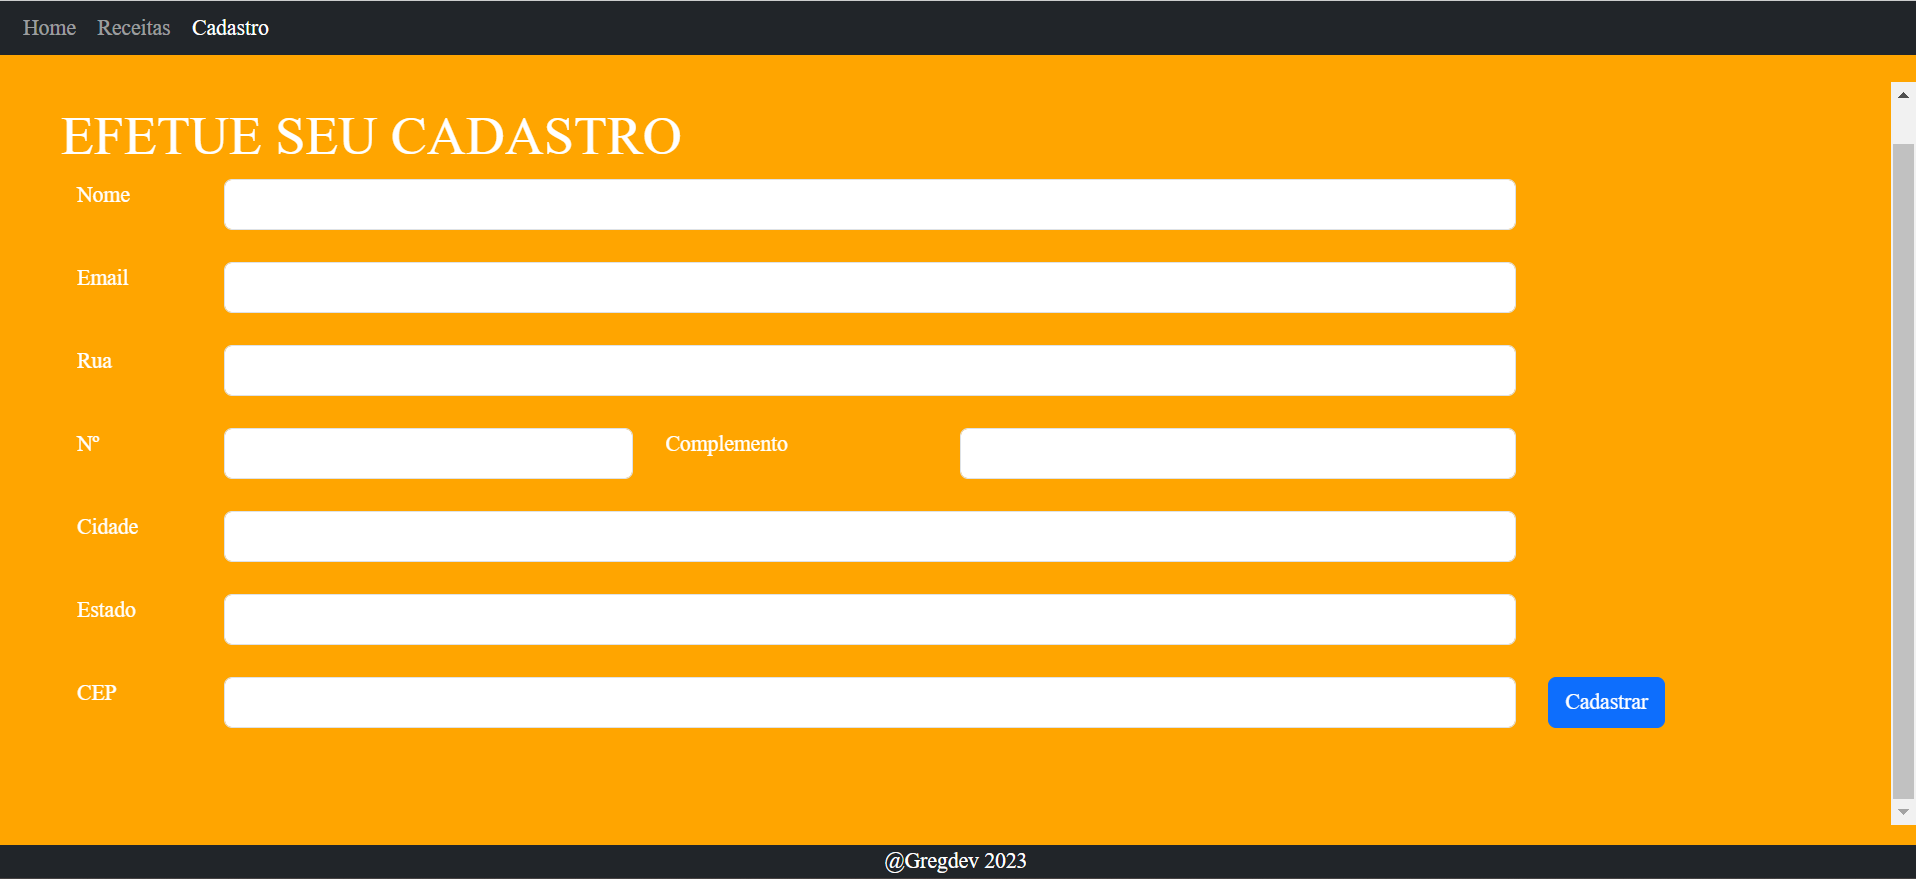 Home Receitas Cadastro
EFETUE SEU CADASTRO
Nome
Email
Rua
Nº Complemento
Cidade
Estado
CEP Cadastrar
@Gregdev 2023